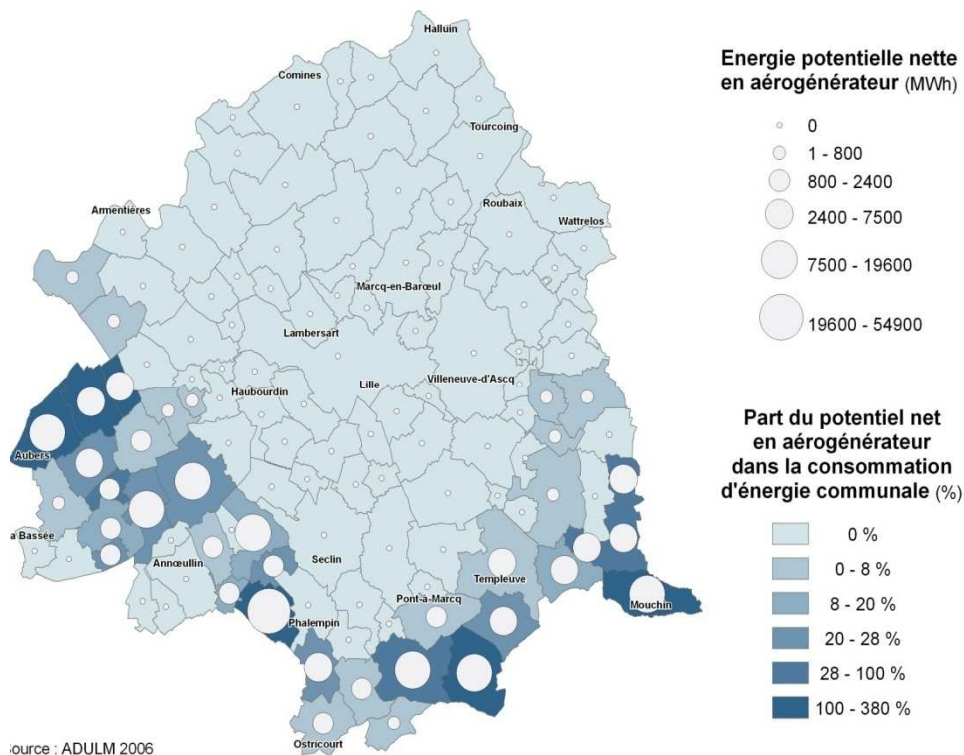 Halluin
Comines
Tourcoing
Armentières
Roubaix
Wattrelos
Marcq-en-Barœul
Lambersart
Lille
Villeneuve-d'Ascq
Haubourdin
Aubers
a Bassée
Annœullin
Seclin
Templeuve
Pont-à-Marcq
Mouchin
Phalempin
Ostricourt
ource : ADULM 2006
Energie potentielle nette
en aérogénérateur (MWh)
0
1 - 800
800 - 2400
2400 - 7500
7500 - 19600
19600 - 54900
Part du potentiel net
en aérogénérateur
dans la consommation
d'énergie communale (%)
0 %
0 - 8 %
8 - 20 %
20 - 28 %
28 - 100 %
100 - 380 %